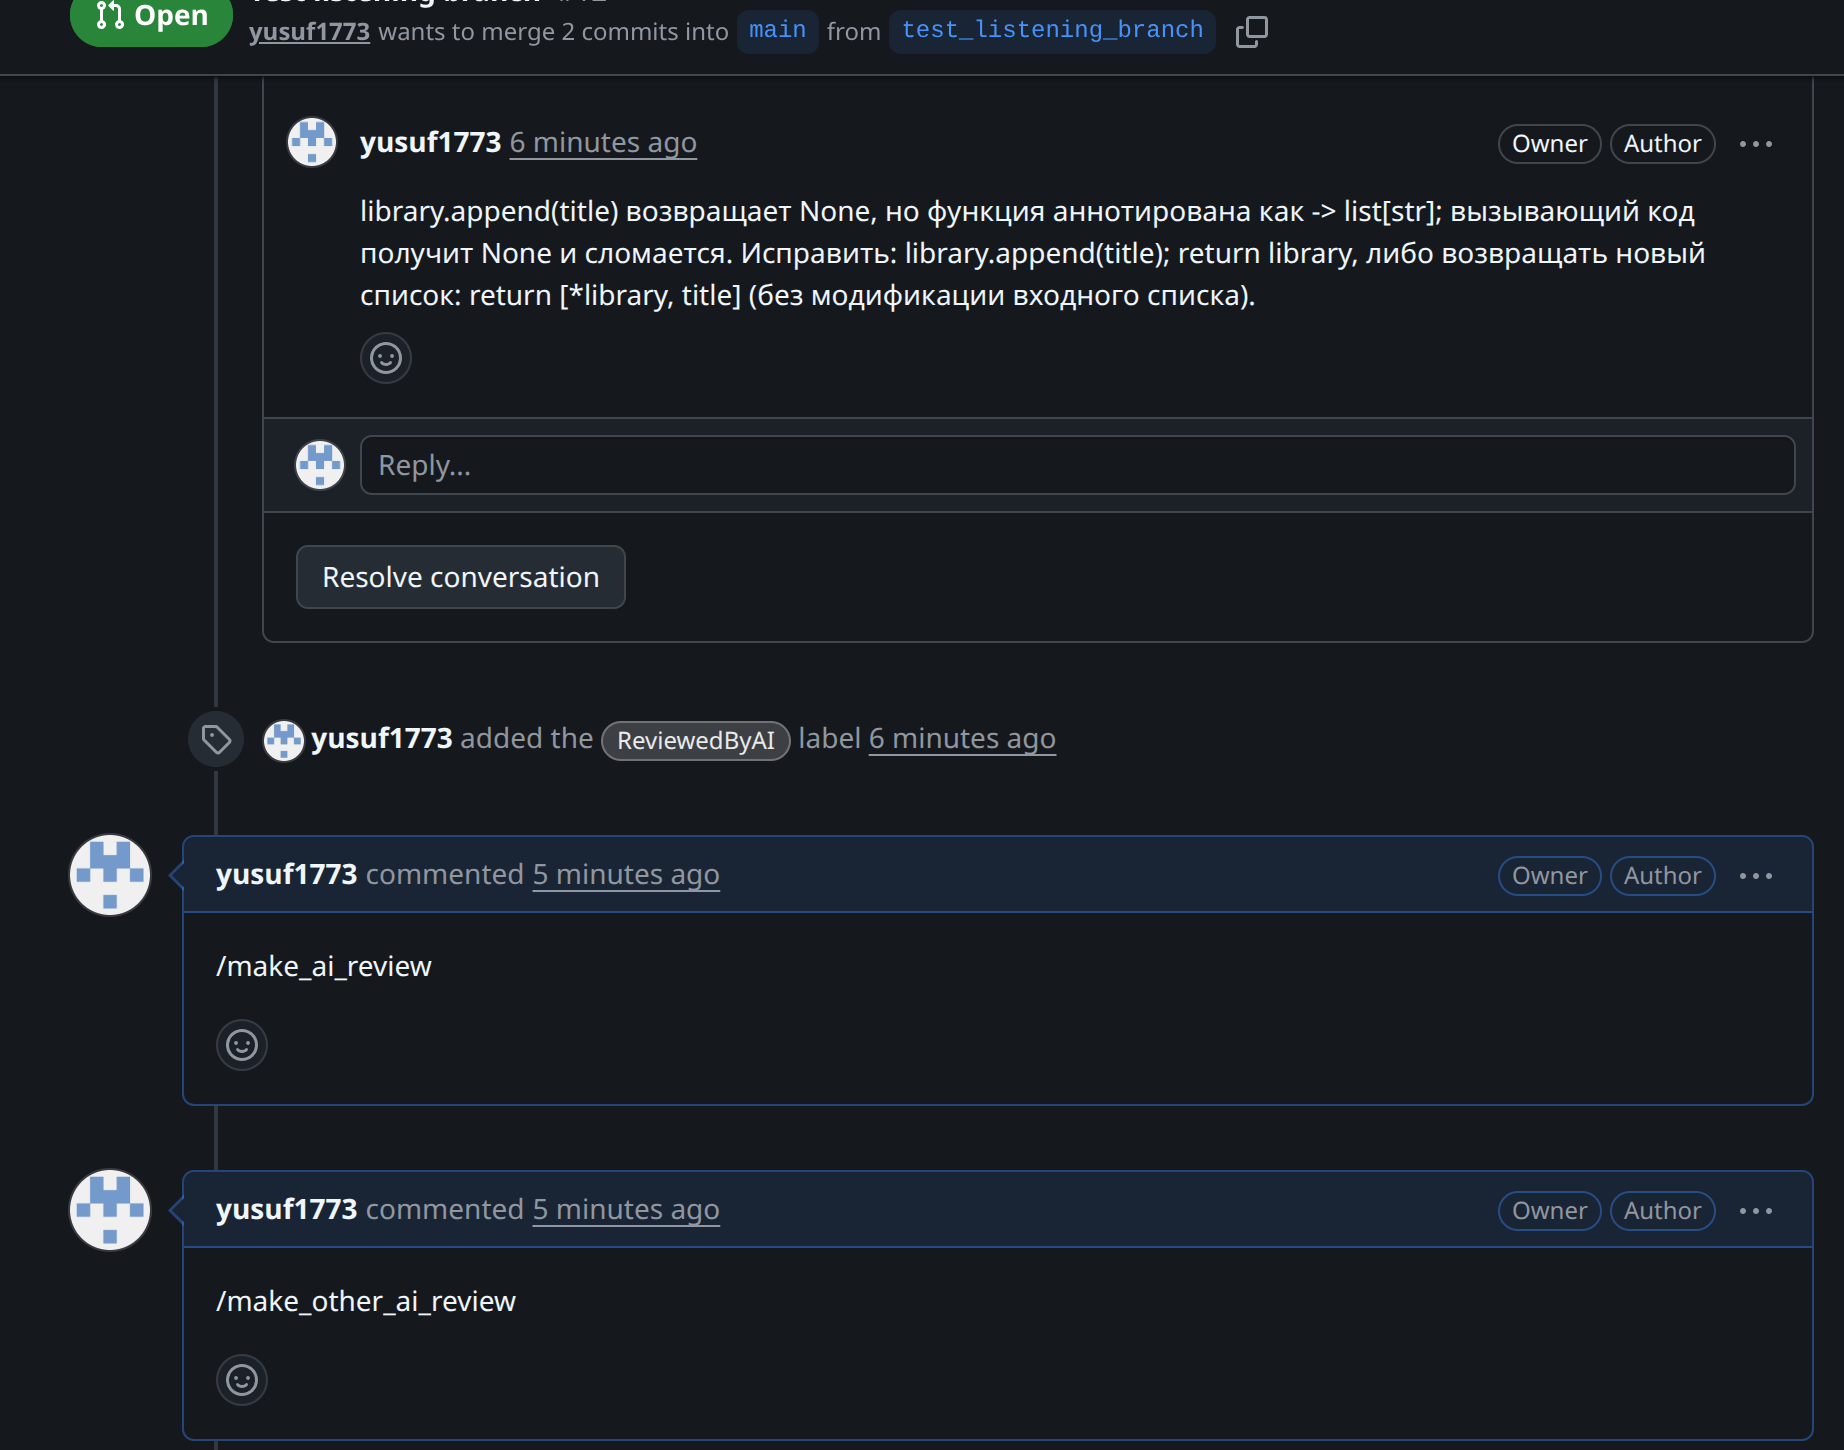 Open
yusuf1773 wants to merge 2 commits into main from test_listening_branch
yusuf1773 6 minutes ago Owner Author
library.append(title) возвращает None, но функция аннотирована как -> list[str]; вызывающий код
получит None и сломается. Исправить: library.append(title); return library, либо возвращать новый
список: return [*library, title] (без модификации входного списка).
Reply...
Resolve conversation
yusuf1773 added the ReviewedByAI label 6 minutes ago
yusuf1773 commented 5 minutes ago Owner Author
/make_ai_review
yusuf1773 commented 5 minutes ago Owner Author
/make_other_ai_review